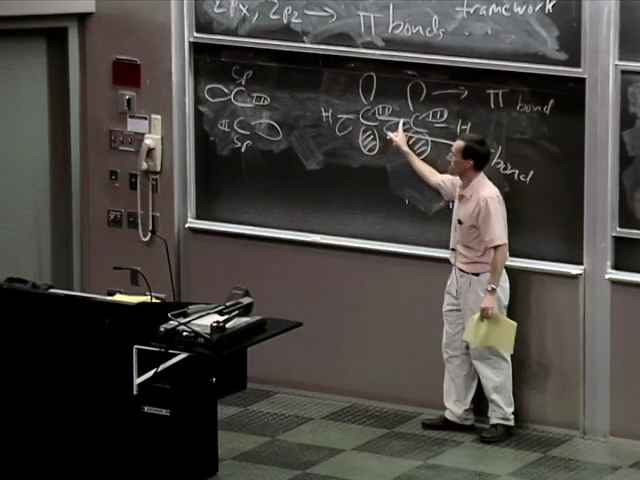 2px, 2pz → π bonds framework
sp
C
C → π bond
H C C H
C
sp
bond